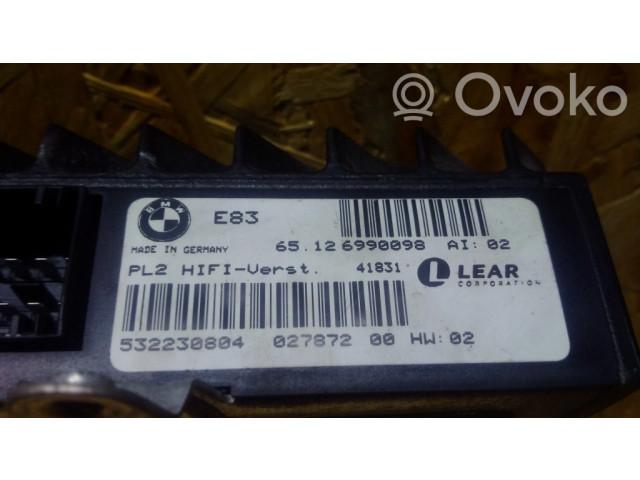 Ovoko
BMW
E83
MADE IN GERMANY
65.12 6990098 AI: 02
PL2 HIFI-Verst. 41831
L LEAR
CORPORATION
532230804 027872 00 HW: 02